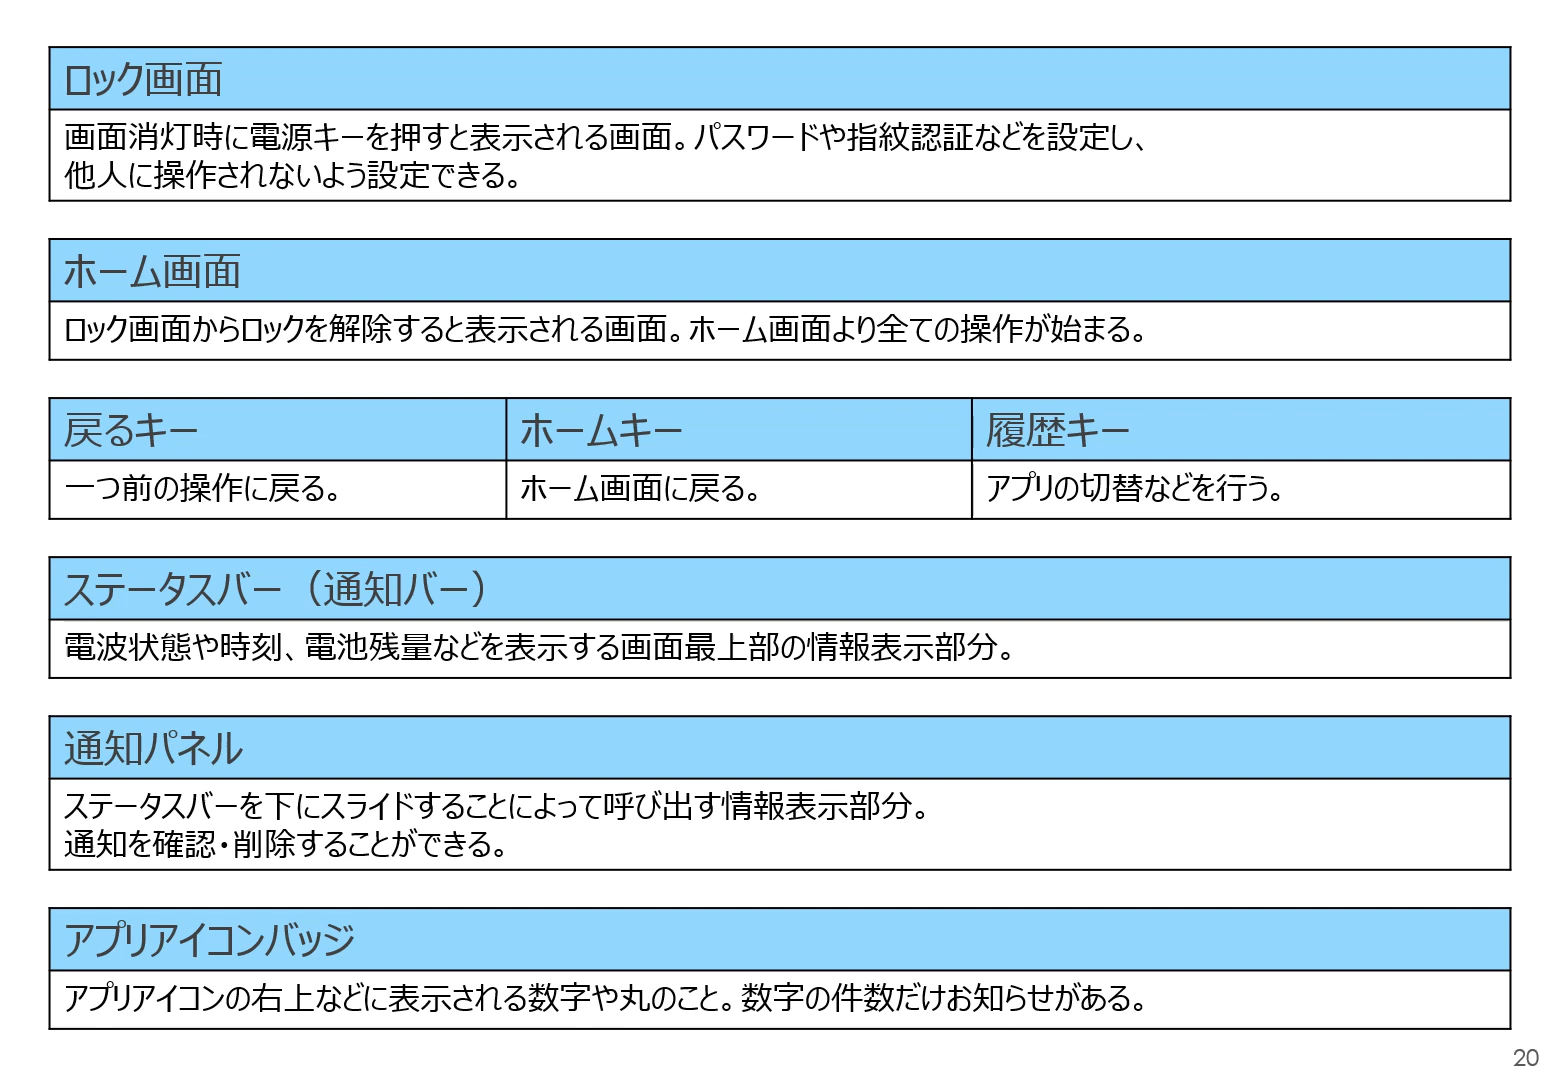 ロック画面
画面消灯時に電源キーを押すと表示される画面。パスワードや指紋認証などを設定し、
他人に操作されないよう設定できる。
ホーム画面
ロック画面からロックを解除すると表示される画面。ホーム画面より全ての操作が始まる。
戻るキー
ホームキー
履歴キー
一つ前の操作に戻る。
ホーム画面に戻る。
アプリの切替などを行う。
ステータスバー（通知バー）
電波状態や時刻、電池残量などを表示する画面最上部の情報表示部分。
通知パネル
ステータスバーを下にスライドすることによって呼び出す情報表示部分。
通知を確認・削除することができる。
アプリアイコンバッジ
アプリアイコンの右上などに表示される数字や丸のこと。数字の件数だけお知らせがある。
20